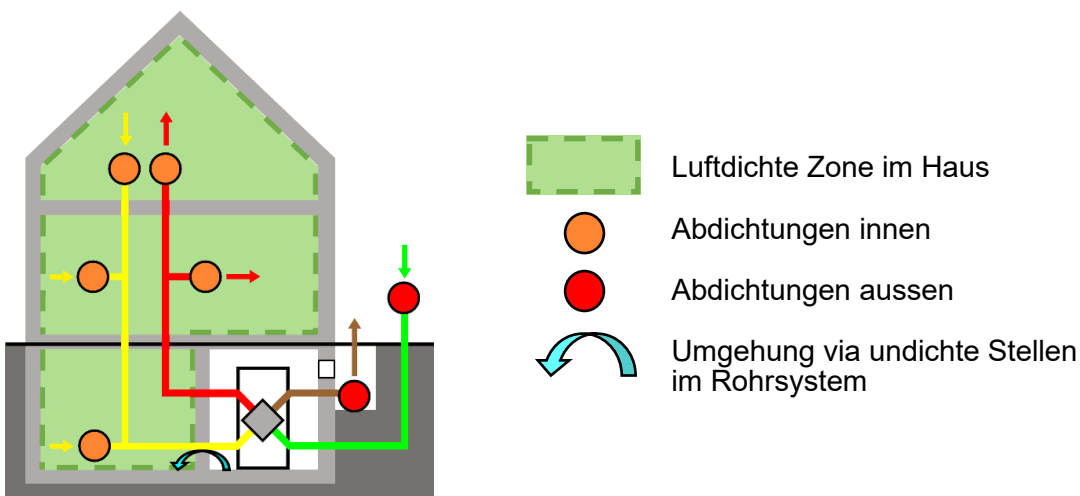 Luftdichte Zone im Haus
Abdichtungen innen
Abdichtungen aussen
Umgehung via undichte Stellen
im Rohrsystem